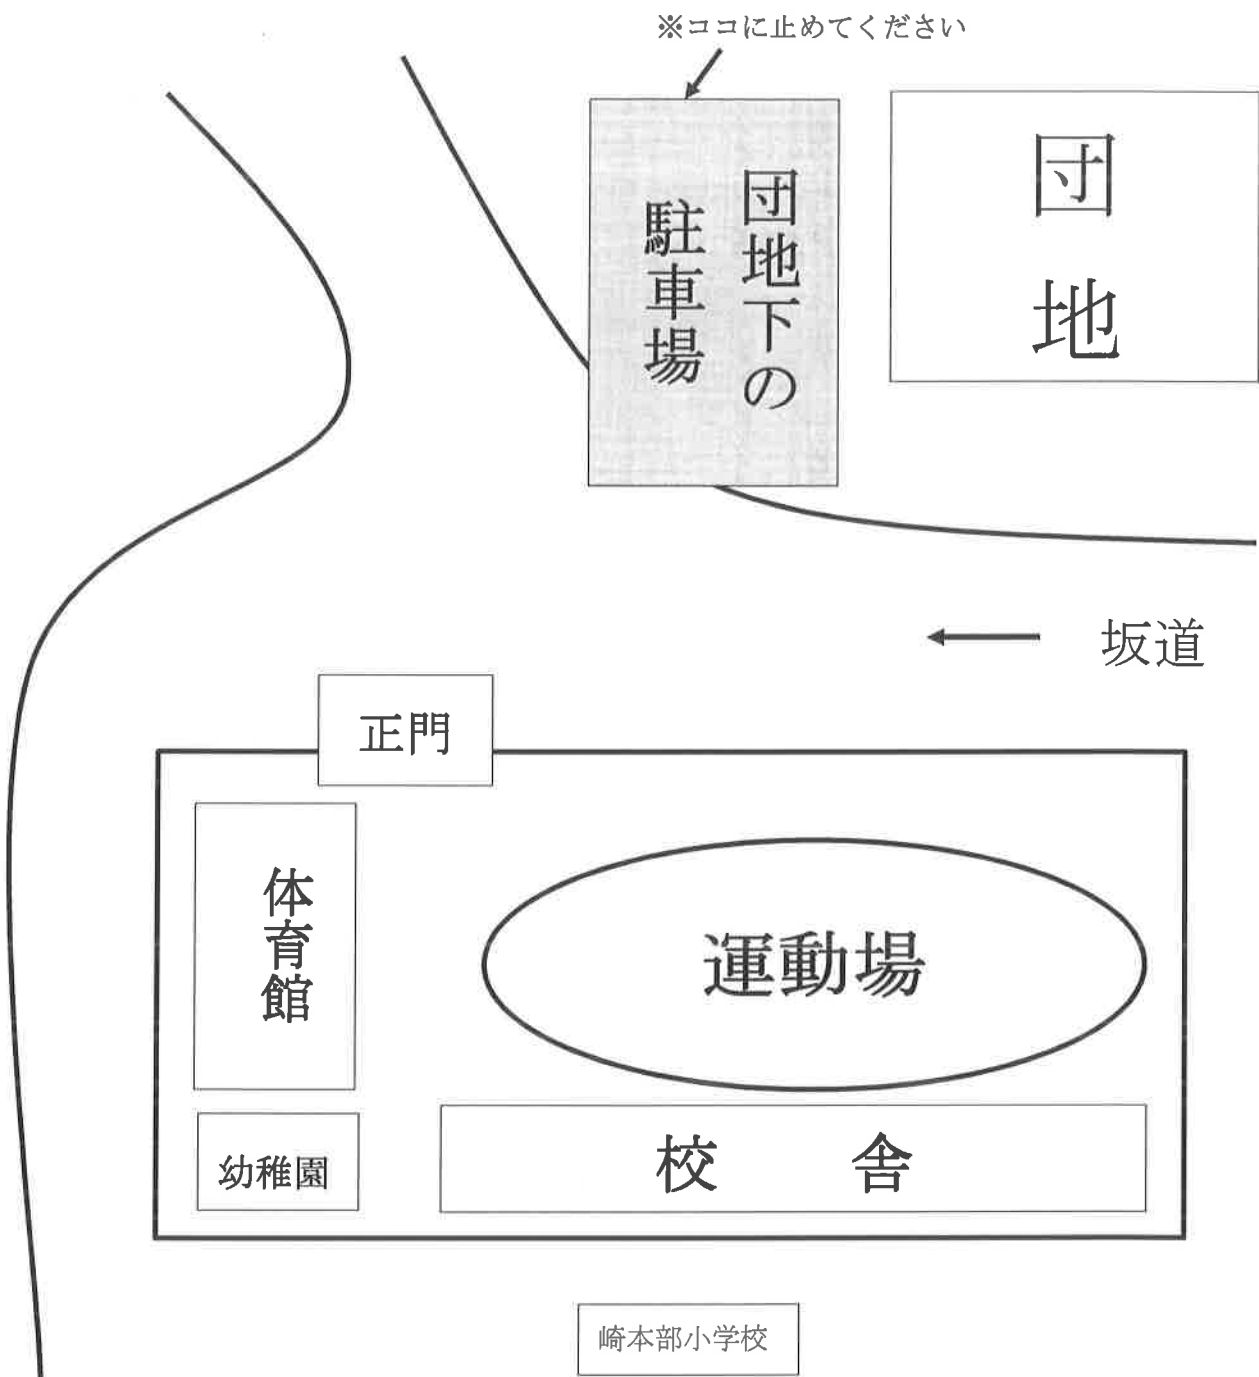 ※ココに止めてください
団地下の
駐車場
団地
坂道
正門
体育館
運動場
幼稚園
校舎
崎本部小学校